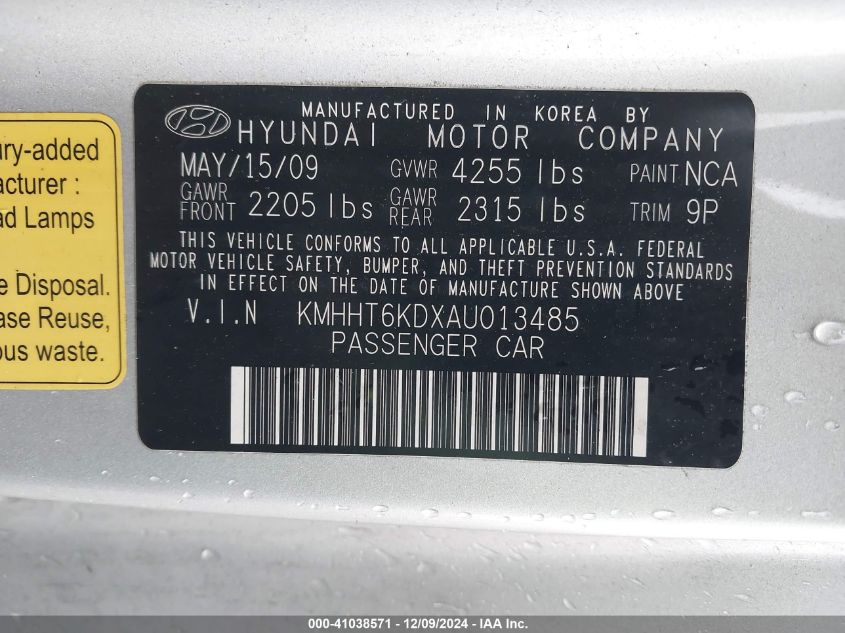 ury-added
acturer :
ad Lamps
e Disposal.
ase Reuse,
ous waste.
MANUFACTURED IN KOREA BY
HYUNDAI MOTOR COMPANY
MAY/15/09 GVWR 4255 lbs PAINT NCA
GAWR FRONT 2205 lbs GAWR REAR 2315 lbs TRIM 9P
THIS VEHICLE CONFORMS TO ALL APPLICABLE U.S.A. FEDERAL
MOTOR VEHICLE SAFETY, BUMPER, AND THEFT PREVENTION STANDARDS
IN EFFECT ON THE DATE OF MANUFACTURE SHOWN ABOVE
V.I.N KMHHT6KDXAU013485
PASSENGER CAR
000-41038571 - 12/09/2024 - IAA Inc.